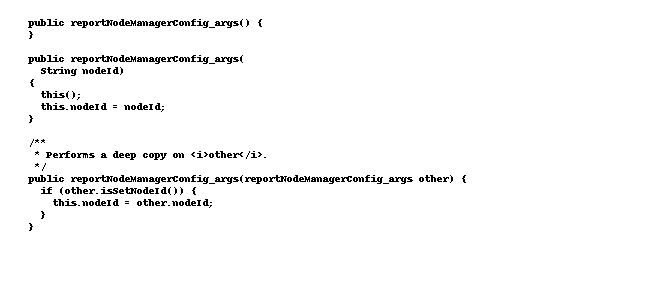 public reportNodeManagerConfig_args() {
}

public reportNodeManagerConfig_args(
  String nodeId)
{
  this();
  this.nodeId = nodeId;
}

/**
 * Performs a deep copy on <i>other</i>.
 */
public reportNodeManagerConfig_args(reportNodeManagerConfig_args other) {
  if (other.isSetNodeId()) {
    this.nodeId = other.nodeId;
  }
}